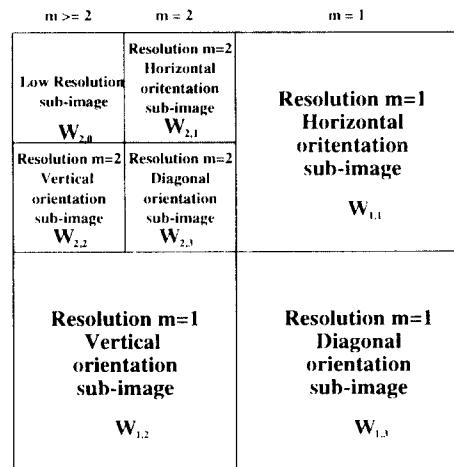 m >= 2 m = 2 m = 1
Low Resolution
sub-image
W2,0
Resolution m=2
Horizontal
oritentation
sub-image
W2,1
Resolution m=1
Horizontal
oritentation
sub-image
W1,1
Resolution m=2
Vertical
orientation
sub-image
W2,2
Resolution m=2
Diagonal
orientation
sub-image
W2,3
Resolution m=1
Vertical
orientation
sub-image
W1,2
Resolution m=1
Diagonal
orientation
sub-image
W1,3